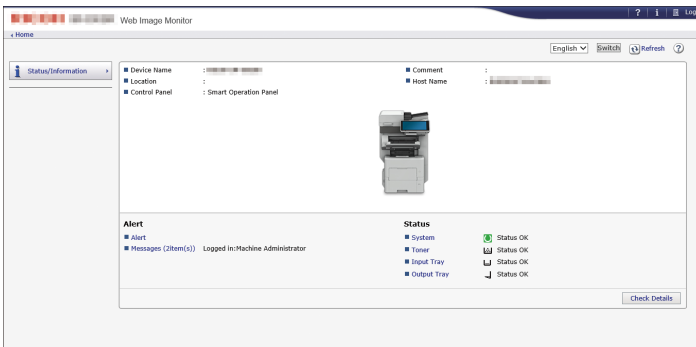 ? | i | Log
Web Image Monitor
Home
English Switch Refresh ?
Status/Information
Device Name :
Comment :
Location :
Host Name :
Control Panel : Smart Operation Panel
Alert
Status
Alert
System Status OK
Messages (2item(s)) Logged in:Machine Administrator
Toner Status OK
Input Tray Status OK
Output Tray Status OK
Check Details